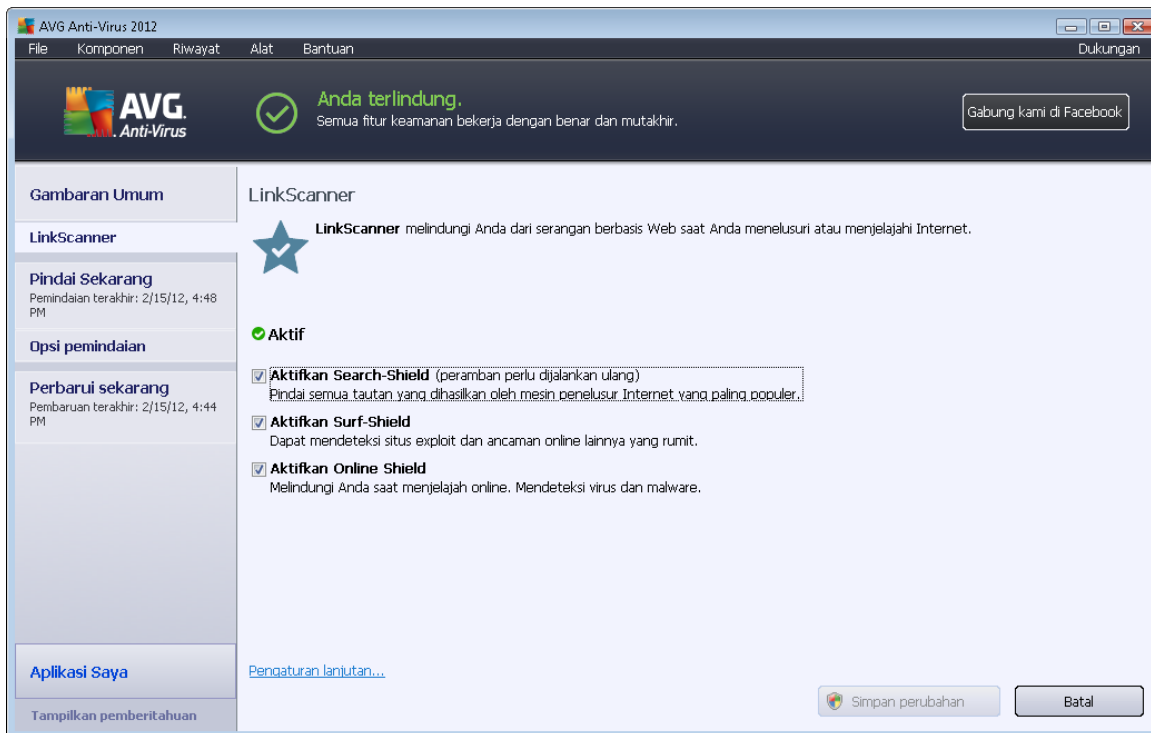 AVG Anti-Virus 2012
File Komponen Riwayat Alat Bantuan Dukungan
AVG.
Anti-Virus
Anda terlindung.
Semua fitur keamanan bekerja dengan benar dan mutakhir.
Gabung kami di Facebook
Gambaran Umum
LinkScanner
Pindai Sekarang
Pemindaian terakhir: 2/15/12, 4:48
PM
Opsi pemindaian
Perbarui sekarang
Pembaruan terakhir: 2/15/12, 4:44
PM
Aplikasi Saya
Tampilkan pemberitahuan
LinkScanner
LinkScanner melindungi Anda dari serangan berbasis Web saat Anda menelusuri atau menjelajahi Internet.
Aktif
Aktifkan Search-Shield (peramban perlu dijalankan ulang)
Pindai semua tautan yang dihasilkan oleh mesin penelusur Internet yang paling populer.
Aktifkan Surf-Shield
Dapat mendeteksi situs exploit dan ancaman online lainnya yang rumit.
Aktifkan Online Shield
Melindungi Anda saat menjelajah online. Mendeteksi virus dan malware.
Pengaturan lanjutan...
Simpan perubahan
Batal